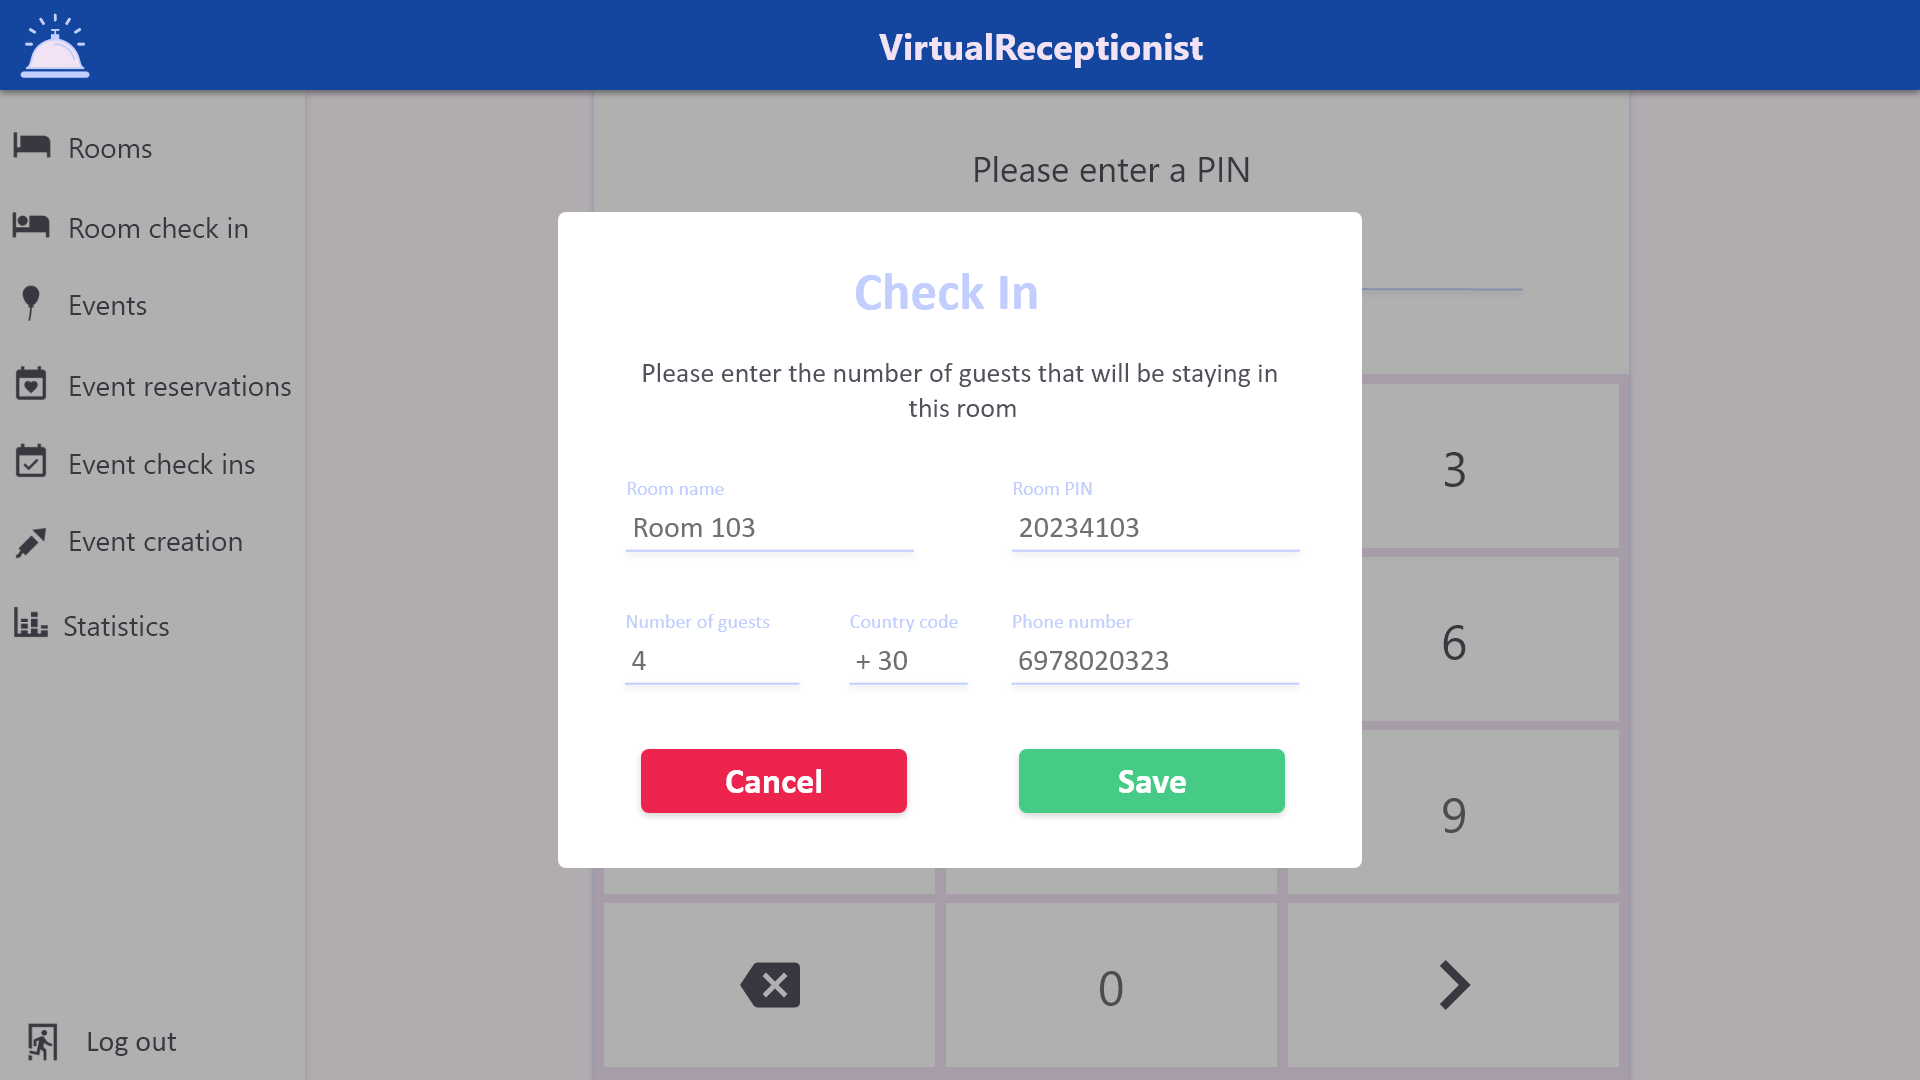 VirtualReceptionist
Rooms
Room check in
Events
Event reservations
Event check ins
Event creation
Statistics
Log out
Please enter a PIN
Check In
Please enter the number of guests that will be staying in
this room
Room name
Room PIN
Room 103
20234103
Number of guests
Country code
Phone number
4
+ 30
6978020323
Cancel
Save
3
6
9
0